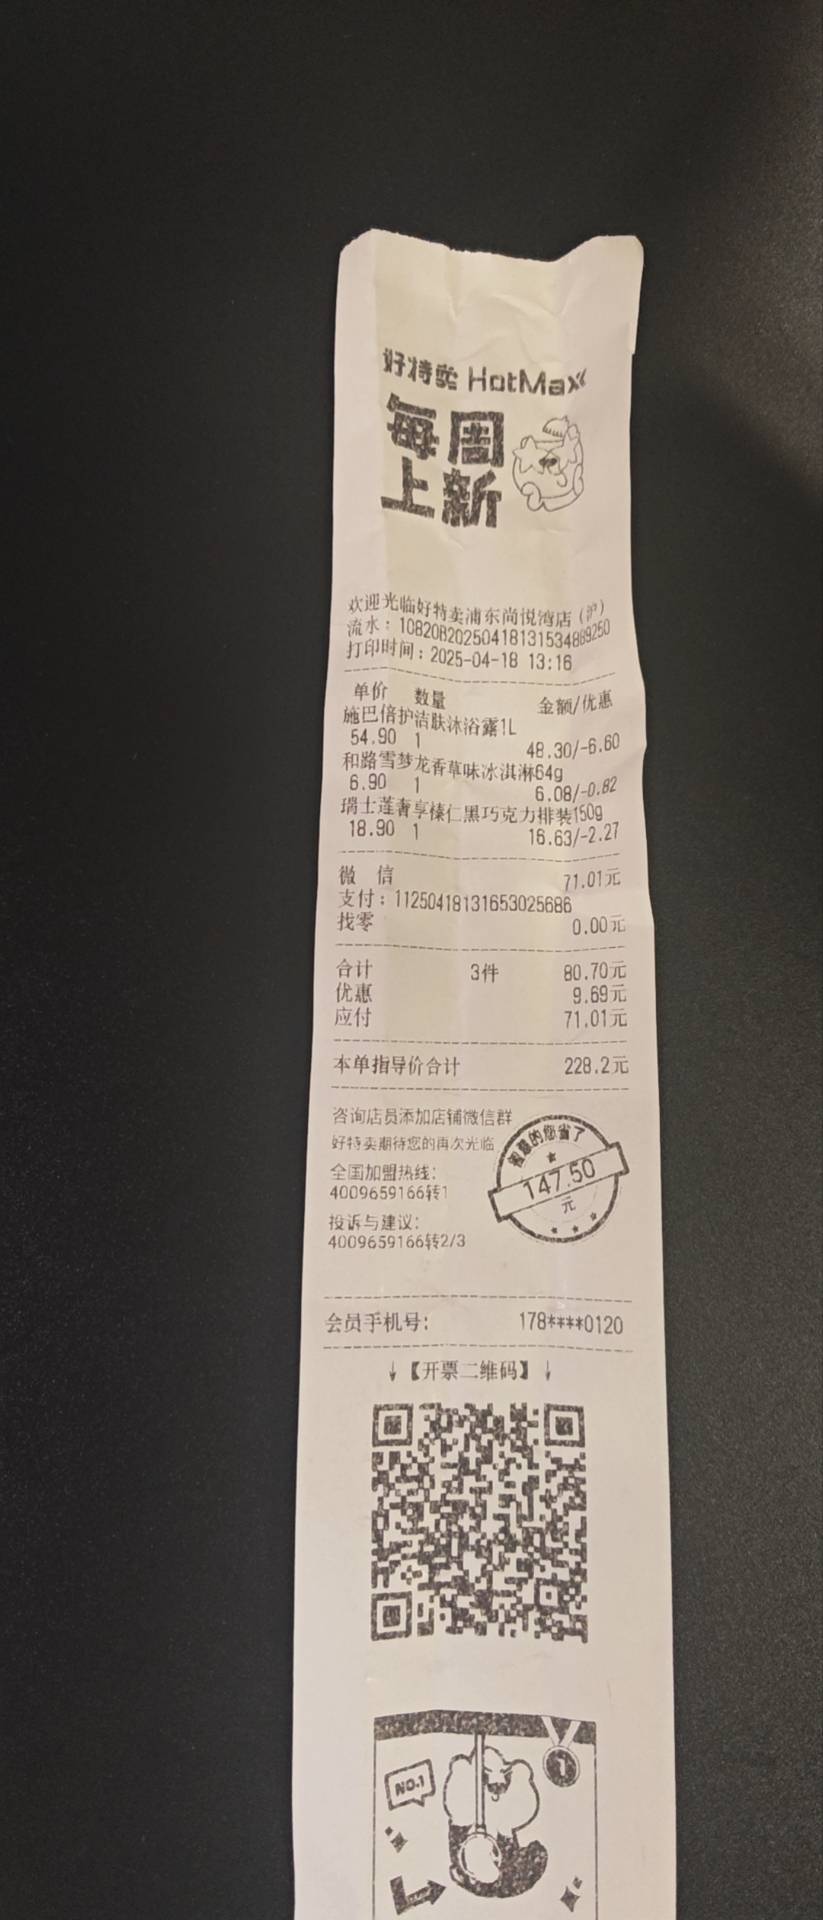 好特卖 HotMaxx
每周
上新
欢迎光临好特卖浦东尚悦湾店(沪)
流水：108208202504181315348​89250
打印时间：2025-04-18 13:16
单价 数量 金额/优惠
施巴倍护洁肤沐浴露1L
54.90 1 48.30/-6.60
和路雪梦龙香草味冰淇淋64g
6.90 1 6.08/-0.82
瑞士莲奢享榛仁黑巧克力排装150g
18.90 1 16.63/-2.27
微 信 71.01元
支付：11250418131653025686
找零 0.00元
合计 3件 80.70元
优惠 9.69元
应付 71.01元
本单指导价合计 228.2元
咨询店员添加店铺微信群
好特卖期待您的再次光临
全国加盟热线：
4009659166转1
投诉与建议：
4009659166转2/3
智慧的您省了
147.50
元
会员手机号： 178****0120
↓【开票二维码】↓
NO.1
1